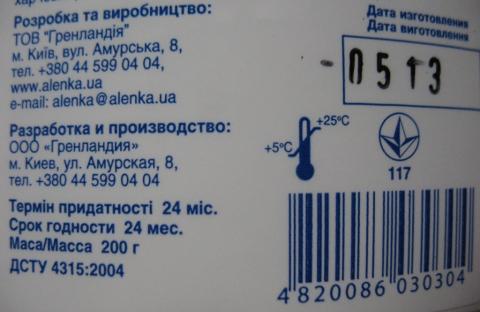 Розробка та виробництво:
ТОВ "Гренландія"
м. Київ, вул. Амурська, 8,
тел. +380 44 599 04 04,
www.alenka.ua
e-mail: alenka@alenka.ua
Разработка и производство:
ООО «Гренландия»
м. Киев, ул. Амурская, 8,
тел. +380 44 599 04 04
Термін придатності 24 міс.
Срок годности 24 мес.
Маса/Масса 200 г
ДСТУ 4315:2004
Дата изготовления
Дата виготовлення
0513
+25°C
+5°C
117
4 820086 030304